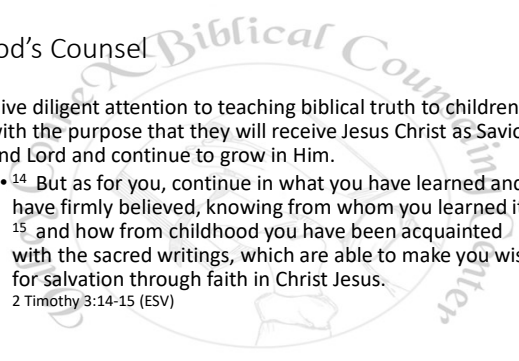 od's Counsel
ive diligent attention to teaching biblical truth to children
with the purpose that they will receive Jesus Christ as Savio
nd Lord and continue to grow in Him.
• 14 But as for you, continue in what you have learned and
have firmly believed, knowing from whom you learned it
15 and how from childhood you have been acquainted
with the sacred writings, which are able to make you wis
for salvation through faith in Christ Jesus.
2 Timothy 3:14-15 (ESV)
Biblical Counseling
Center